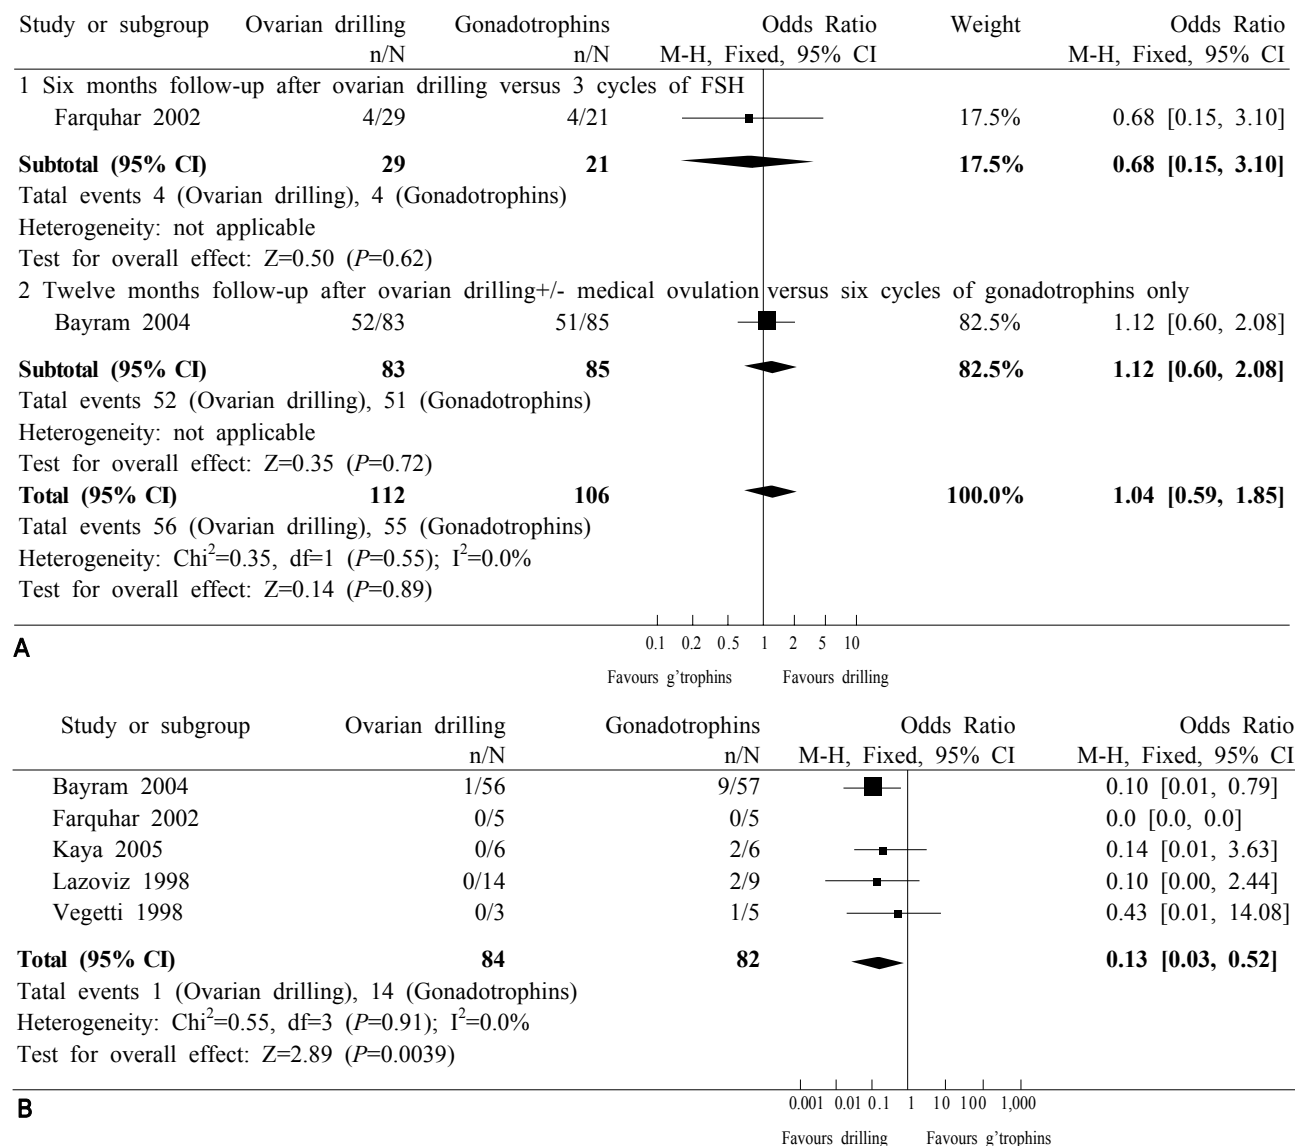 Study or subgroup Ovarian drilling Gonadotrophins Odds Ratio Weight Odds Ratio
n/N n/N M-H, Fixed, 95% CI M-H, Fixed, 95% CI
1 Six months follow-up after ovarian drilling versus 3 cycles of FSH
Farquhar 2002 4/29 4/21 17.5% 0.68 [0.15, 3.10]
Subtotal (95% CI) 29 21 17.5% 0.68 [0.15, 3.10]
Tatal events 4 (Ovarian drilling), 4 (Gonadotrophins)
Heterogeneity: not applicable
Test for overall effect: Z=0.50 (P=0.62)
2 Twelve months follow-up after ovarian drilling+/- medical ovulation versus six cycles of gonadotrophins only
Bayram 2004 52/83 51/85 82.5% 1.12 [0.60, 2.08]
Subtotal (95% CI) 83 85 82.5% 1.12 [0.60, 2.08]
Tatal events 52 (Ovarian drilling), 51 (Gonadotrophins)
Heterogeneity: not applicable
Test for overall effect: Z=0.35 (P=0.72)
Total (95% CI) 112 106 100.0% 1.04 [0.59, 1.85]
Tatal events 56 (Ovarian drilling), 55 (Gonadotrophins)
Heterogeneity: Chi²=0.35, df=1 (P=0.55); I²=0.0%
Test for overall effect: Z=0.14 (P=0.89)
0.1 0.2 0.5 1 2 5 10
A
Favours g'trophins Favours drilling
Study or subgroup Ovarian drilling Gonadotrophins Odds Ratio Odds Ratio
n/N n/N M-H, Fixed, 95% CI M-H, Fixed, 95% CI
Bayram 2004 1/56 9/57 0.10 [0.01, 0.79]
Farquhar 2002 0/5 0/5 0.0 [0.0, 0.0]
Kaya 2005 0/6 2/6 0.14 [0.01, 3.63]
Lazoviz 1998 0/14 2/9 0.10 [0.00, 2.44]
Vegetti 1998 0/3 1/5 0.43 [0.01, 14.08]
Total (95% CI) 84 82 0.13 [0.03, 0.52]
Tatal events 1 (Ovarian drilling), 14 (Gonadotrophins)
Heterogeneity: Chi²=0.55, df=3 (P=0.91); I²=0.0%
Test for overall effect: Z=2.89 (P=0.0039)
B
0.001 0.01 0.1 1 10 100 1,000
Favours drilling Favours g'trophins